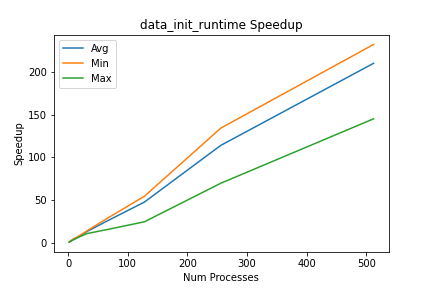 data_init_runtime Speedup
Avg
Min
Max
Speedup
200
150
100
50
0
0 100 200 300 400 500
Num Processes